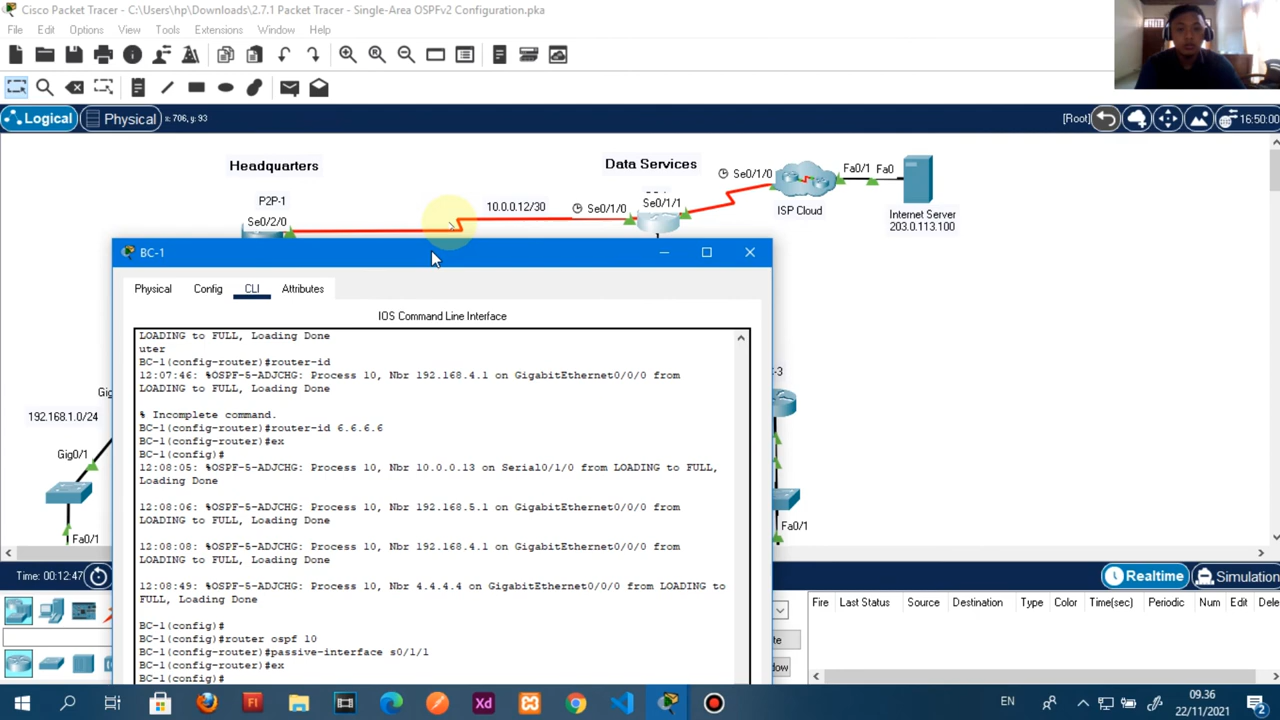 Cisco Packet Tracer - C:\Users\hp\Downloads\2.7.1 Packet Tracer - Single-Area OSPFv2 Configuration.pka
File Edit Options View Tools Extensions Window Help
Logical Physical x: 706, y: 93 [Root] 16:50:00
Headquarters
Data Services
P2P-1
Se0/2/0
10.0.0.12/30
Se0/1/0
Se0/1/1
Se0/1/0
ISP Cloud
Fa0/1 Fa0
Internet Server
203.0.113.100
BC-1
Physical Config CLI Attributes
IOS Command Line Interface
LOADING to FULL, Loading Done
uter
BC-1(config-router)#router-id
12:07:46: %OSPF-5-ADJCHG: Process 10, Nbr 192.168.4.1 on GigabitEthernet0/0/0 from
LOADING to FULL, Loading Done
% Incomplete command.
BC-1(config-router)#router-id 6.6.6.6
BC-1(config-router)#ex
BC-1(config)#
12:08:05: %OSPF-5-ADJCHG: Process 10, Nbr 10.0.0.13 on Serial0/1/0 from LOADING to FULL,
Loading Done
12:08:06: %OSPF-5-ADJCHG: Process 10, Nbr 192.168.5.1 on GigabitEthernet0/0/0 from
LOADING to FULL, Loading Done
12:08:08: %OSPF-5-ADJCHG: Process 10, Nbr 192.168.4.1 on GigabitEthernet0/0/0 from
LOADING to FULL, Loading Done
12:08:49: %OSPF-5-ADJCHG: Process 10, Nbr 4.4.4.4 on GigabitEthernet0/0/0 from LOADING to
FULL, Loading Done
BC-1(config)#
BC-1(config)#router ospf 10
BC-1(config-router)#passive-interface s0/1/1
BC-1(config-router)#ex
BC-1(config)#
Gig
192.168.1.0/24
Gig0/1
Fa0/1
-3
Fa0/1
Time: 00:12:47
Realtime Simulation
Fire Last Status Source Destination Type Color Time(sec) Periodic Num Edit Dele
te
dow
EN
09.36
22/11/2021
2